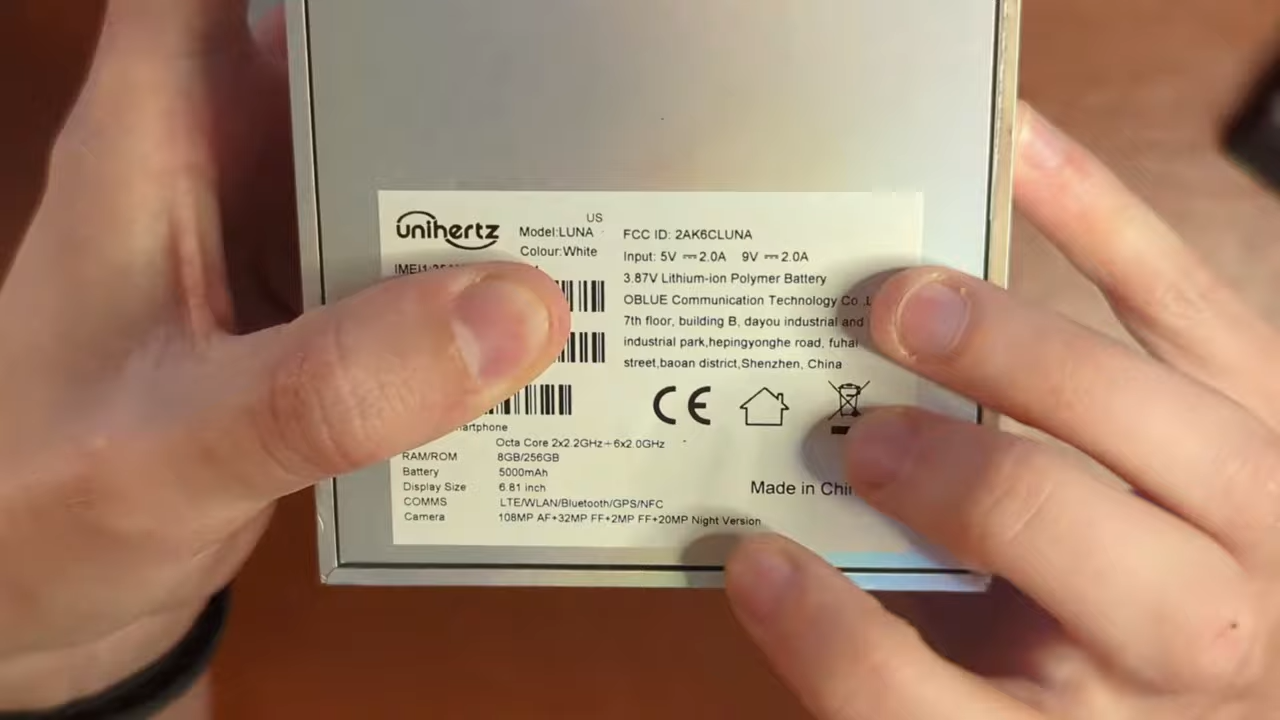 unihertz
US
Model:LUNA
Colour:White
IMEI1:
smartphone
Octa Core 2x2.2GHz+6x2.0GHz
RAM/ROM 8GB/256GB
Battery 5000mAh
Display Size 6.81 inch
COMMS LTE/WLAN/Bluetooth/GPS/NFC
Camera 108MP AF+32MP FF+2MP FF+20MP Night Version
FCC ID: 2AK6CLUNA
Input: 5V ⎓ 2.0A 9V ⎓ 2.0A
3.87V Lithium-ion Polymer Battery
OBLUE Communication Technology Co .L
7th floor, building B, dayou industrial and
industrial park,hepingyonghe road, fuhai
street,baoan district,Shenzhen, China
CE
Made in China